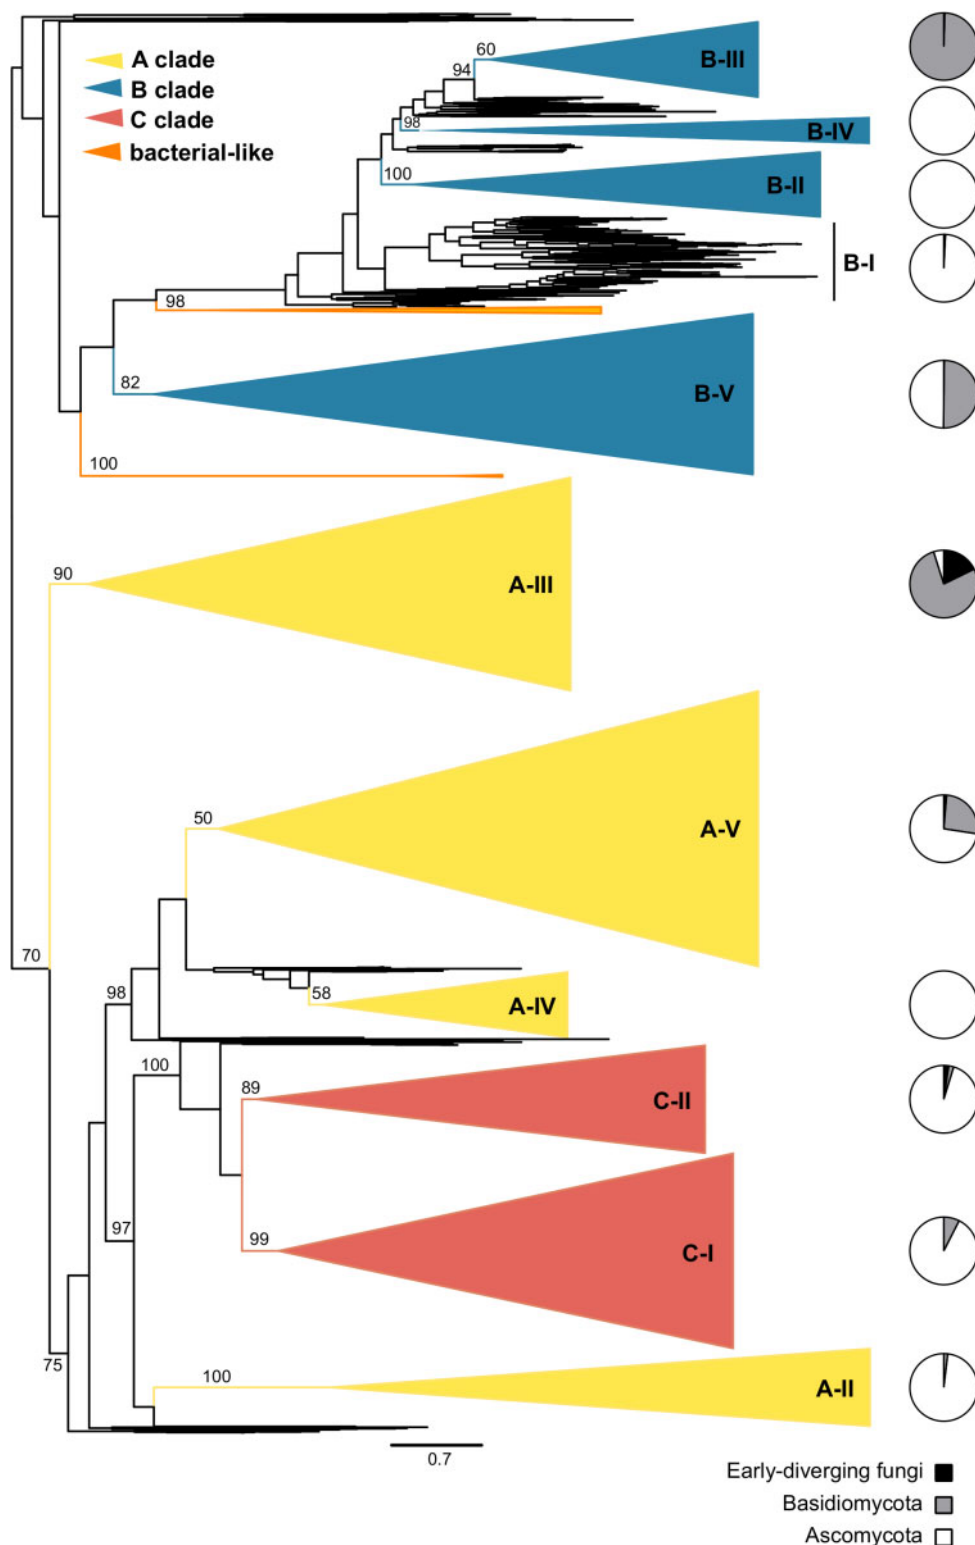 A clade
B clade
C clade
bacterial-like
60
B-III
94
98
B-IV
100
B-II
B-I
98
82
B-V
100
90
A-III
50
A-V
70
98
58
A-IV
100
89
C-II
97
99
C-I
75
100
A-II
0.7
Early-diverging fungi
Basidiomycota
Ascomycota